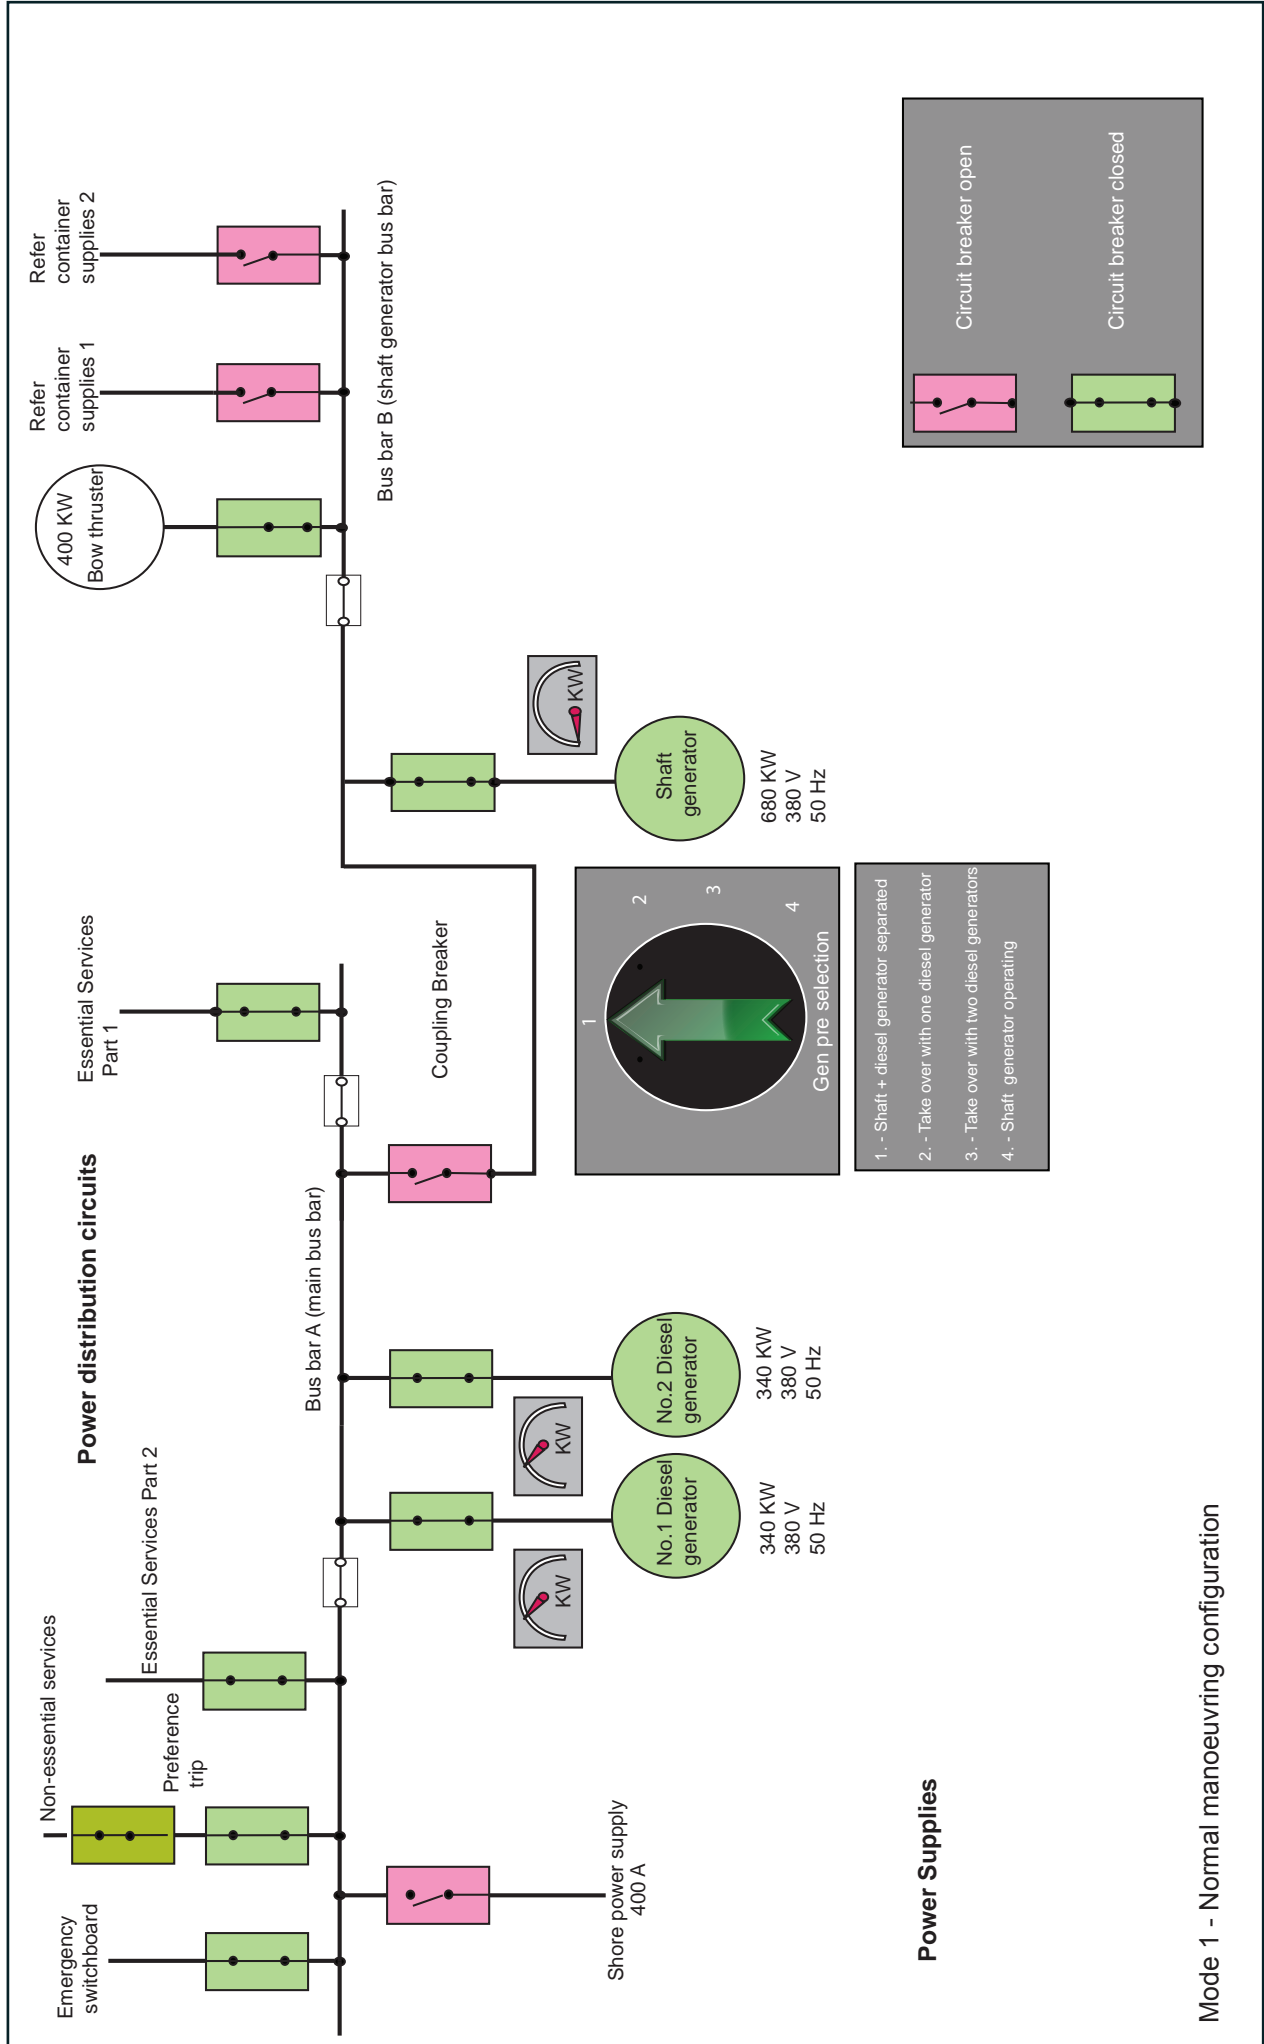 Power distribution circuits
Emergency
switchboard
Non-essential services
Preference
trip
Essential Services Part 2
Essential Services
Part 1
400 KW
Bow thruster
Refer
container
supplies 1
Refer
container
supplies 2
Bus bar A (main bus bar)
Coupling Breaker
Bus bar B (shaft generator bus bar)
Shore power supply
400 A
KW
No.1 Diesel
generator
340 KW
380 V
50 Hz
KW
No.2 Diesel
generator
340 KW
380 V
50 Hz
1
2
3
4
Gen pre selection
1. - Shaft + diesel generator separated
2. - Take over with one diesel generator
3. - Take over with two diesel generators
4. - Shaft generator operating
KW
Shaft
generator
680 KW
380 V
50 Hz
Circuit breaker open
Circuit breaker closed
Power Supplies
Mode 1 - Normal manoeuvring configuration